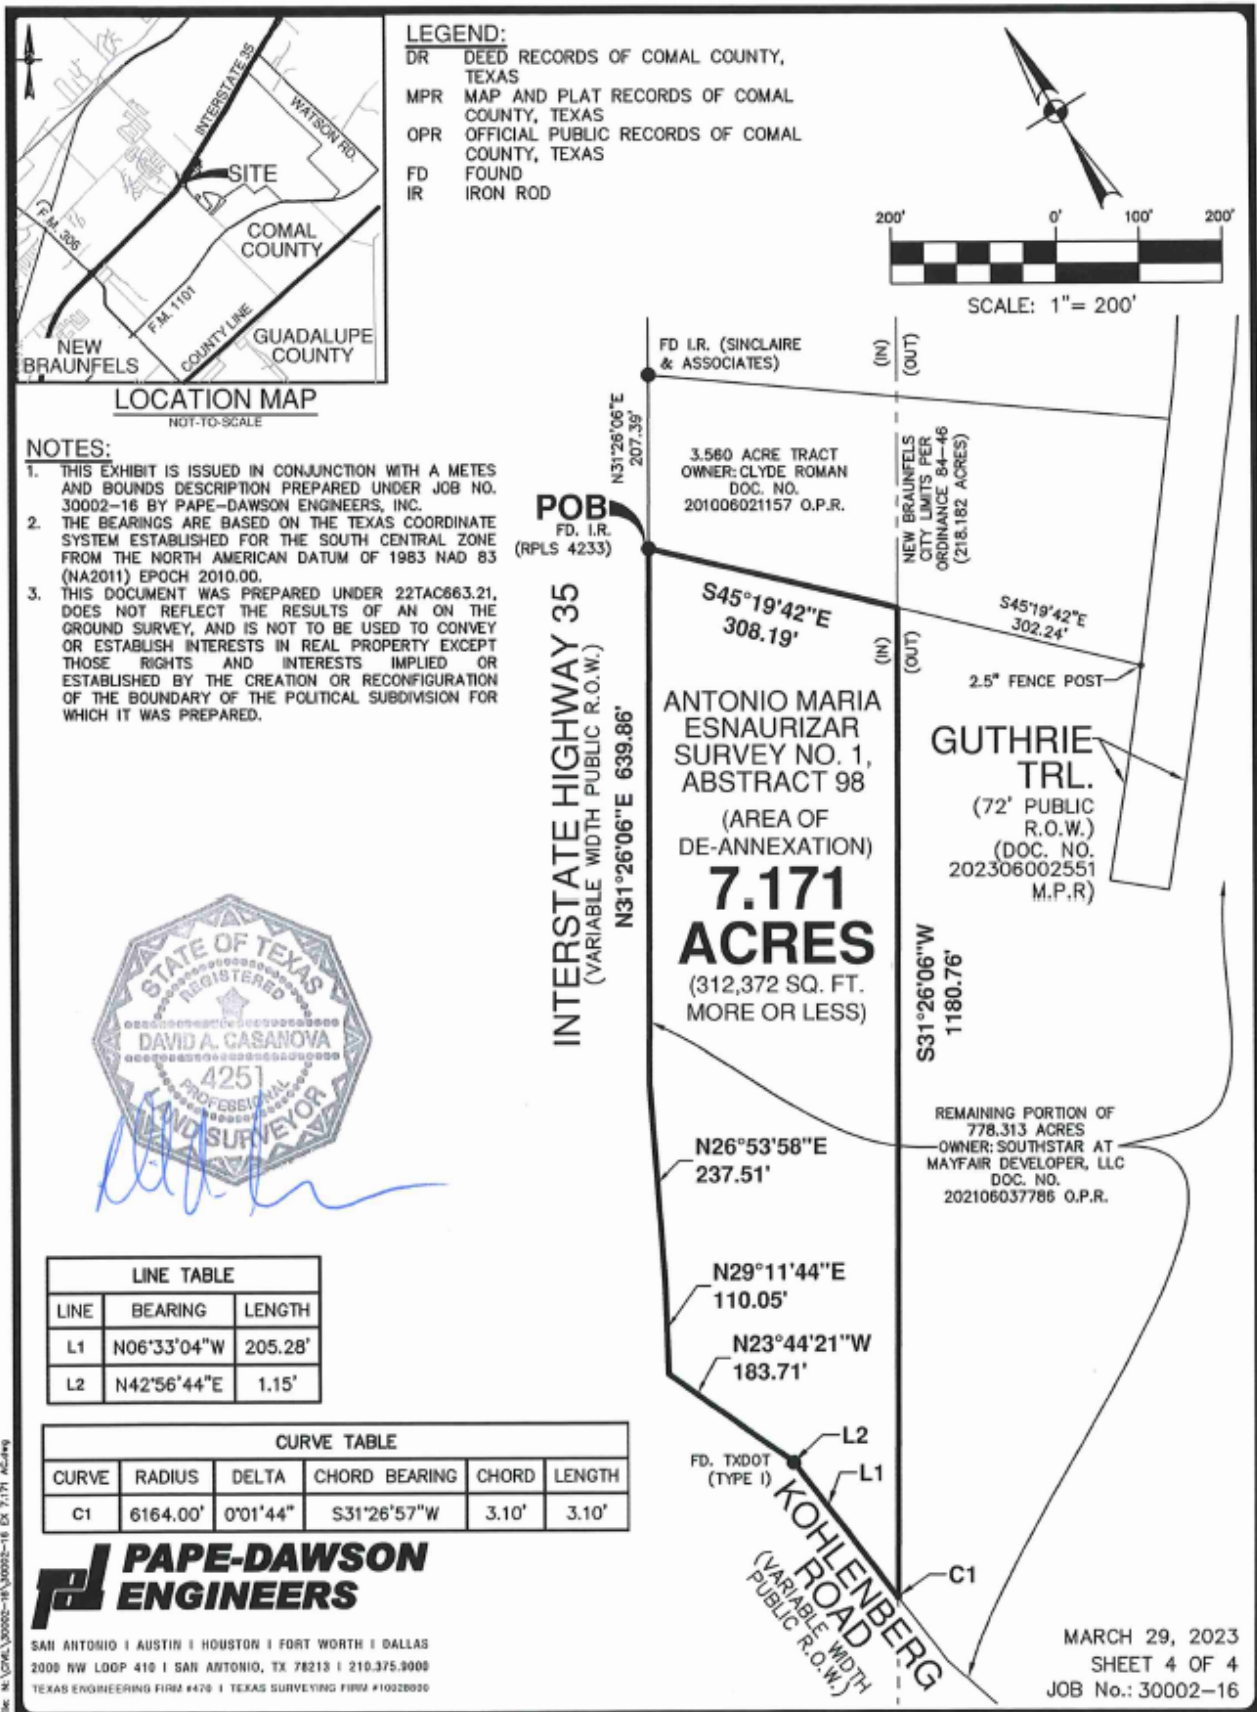 INTERSTATE 35
WATSON RD.
SITE
F.M. 306
COMAL
COUNTY
F.M. 1101
COUNTY LINE
NEW
BRAUNFELS
GUADALUPE
COUNTY
LOCATION MAP
NOT-TO-SCALE
LEGEND:
DR DEED RECORDS OF COMAL COUNTY,
TEXAS
MPR MAP AND PLAT RECORDS OF COMAL
COUNTY, TEXAS
OPR OFFICIAL PUBLIC RECORDS OF COMAL
COUNTY, TEXAS
FD FOUND
IR IRON ROD
200' 0' 100' 200'
SCALE: 1"= 200'
NOTES:
1. THIS EXHIBIT IS ISSUED IN CONJUNCTION WITH A METES
AND BOUNDS DESCRIPTION PREPARED UNDER JOB NO.
30002-16 BY PAPE-DAWSON ENGINEERS, INC.
2. THE BEARINGS ARE BASED ON THE TEXAS COORDINATE
SYSTEM ESTABLISHED FOR THE SOUTH CENTRAL ZONE
FROM THE NORTH AMERICAN DATUM OF 1983 NAD 83
(NA2011) EPOCH 2010.00.
3. THIS DOCUMENT WAS PREPARED UNDER 22TAC663.21,
DOES NOT REFLECT THE RESULTS OF AN ON THE
GROUND SURVEY, AND IS NOT TO BE USED TO CONVEY
OR ESTABLISH INTERESTS IN REAL PROPERTY EXCEPT
THOSE RIGHTS AND INTERESTS IMPLIED OR
ESTABLISHED BY THE CREATION OR RECONFIGURATION
OF THE BOUNDARY OF THE POLITICAL SUBDIVISION FOR
WHICH IT WAS PREPARED.
FD I.R. (SINCLAIRE
& ASSOCIATES)
(IN)
(OUT)
N31°26'06"E
207.39'
3.560 ACRE TRACT
OWNER: CLYDE ROMAN
DOC. NO.
201006021157 O.P.R.
NEW BRAUNFELS
CITY LIMITS PER
ORDINANCE 84-46
(218.182 ACRES)
POB
FD. I.R.
(RPLS 4233)
S45°19'42"E
308.19'
S45°19'42"E
302.24'
(IN)
(OUT)
2.5" FENCE POST
INTERSTATE HIGHWAY 35
(VARIABLE WIDTH PUBLIC R.O.W.)
N31°26'06"E 639.86'
ANTONIO MARIA
ESNAURIZAR
SURVEY NO. 1,
ABSTRACT 98
(AREA OF
DE-ANNEXATION)
7.171
ACRES
(312,372 SQ. FT.
MORE OR LESS)
GUTHRIE
TRL.
(72' PUBLIC
R.O.W.)
(DOC. NO.
202306002551
M.P.R)
S31°26'06"W
1180.76'
REMAINING PORTION OF
778.313 ACRES
OWNER: SOUTHSTAR AT
MAYFAIR DEVELOPER, LLC
DOC. NO.
202106037786 O.P.R.
N26°53'58"E
237.51'
N29°11'44"E
110.05'
N23°44'21"W
183.71'
L2
FD. TXDOT
(TYPE I)
L1
KOHLENBERG
ROAD
(VARIABLE WIDTH
PUBLIC R.O.W.)
C1
STATE OF TEXAS
REGISTERED
DAVID A. CASANOVA
4251
PROFESSIONAL
LAND SURVEYOR
LINE TABLE
LINE BEARING LENGTH
L1 N06°33'04"W 205.28'
L2 N42°56'44"E 1.15'
CURVE TABLE
CURVE RADIUS DELTA CHORD BEARING CHORD LENGTH
C1 6164.00' 0°01'44" S31°26'57"W 3.10' 3.10'
PAPE-DAWSON
ENGINEERS
SAN ANTONIO I AUSTIN I HOUSTON I FORT WORTH I DALLAS
2000 NW LOOP 410 I SAN ANTONIO, TX 78213 I 210.375.9000
TEXAS ENGINEERING FIRM #470 I TEXAS SURVEYING FIRM #10028800
MARCH 29, 2023
SHEET 4 OF 4
JOB No.: 30002-16